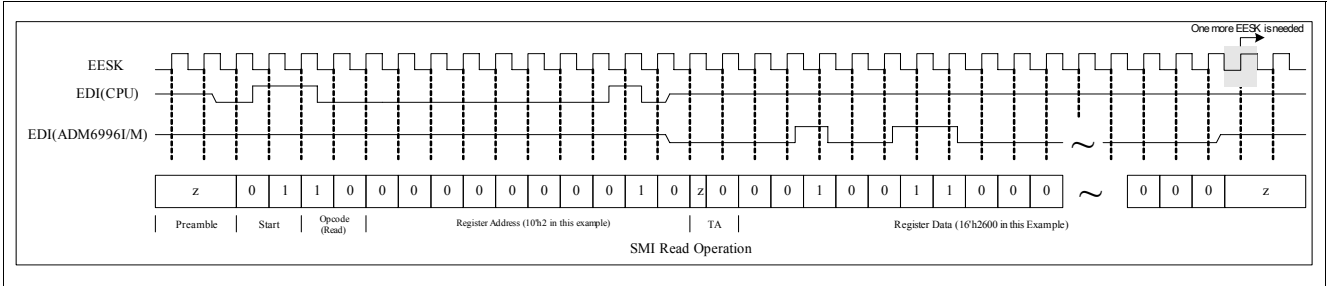 One more EESK is needed
EESK
EDI(CPU)
EDI(ADM6996I/M)
~
z 0 1 1 0 0 0 0 0 0 0 0 0 1 0 z 0 0 0 1 0 0 1 1 0 0 0 ~ 0 0 0 z
Preamble Start Opcode (Read) Register Address (10'h2 in this example) TA Register Data (16'h2600 in this Example)
SMI Read Operation